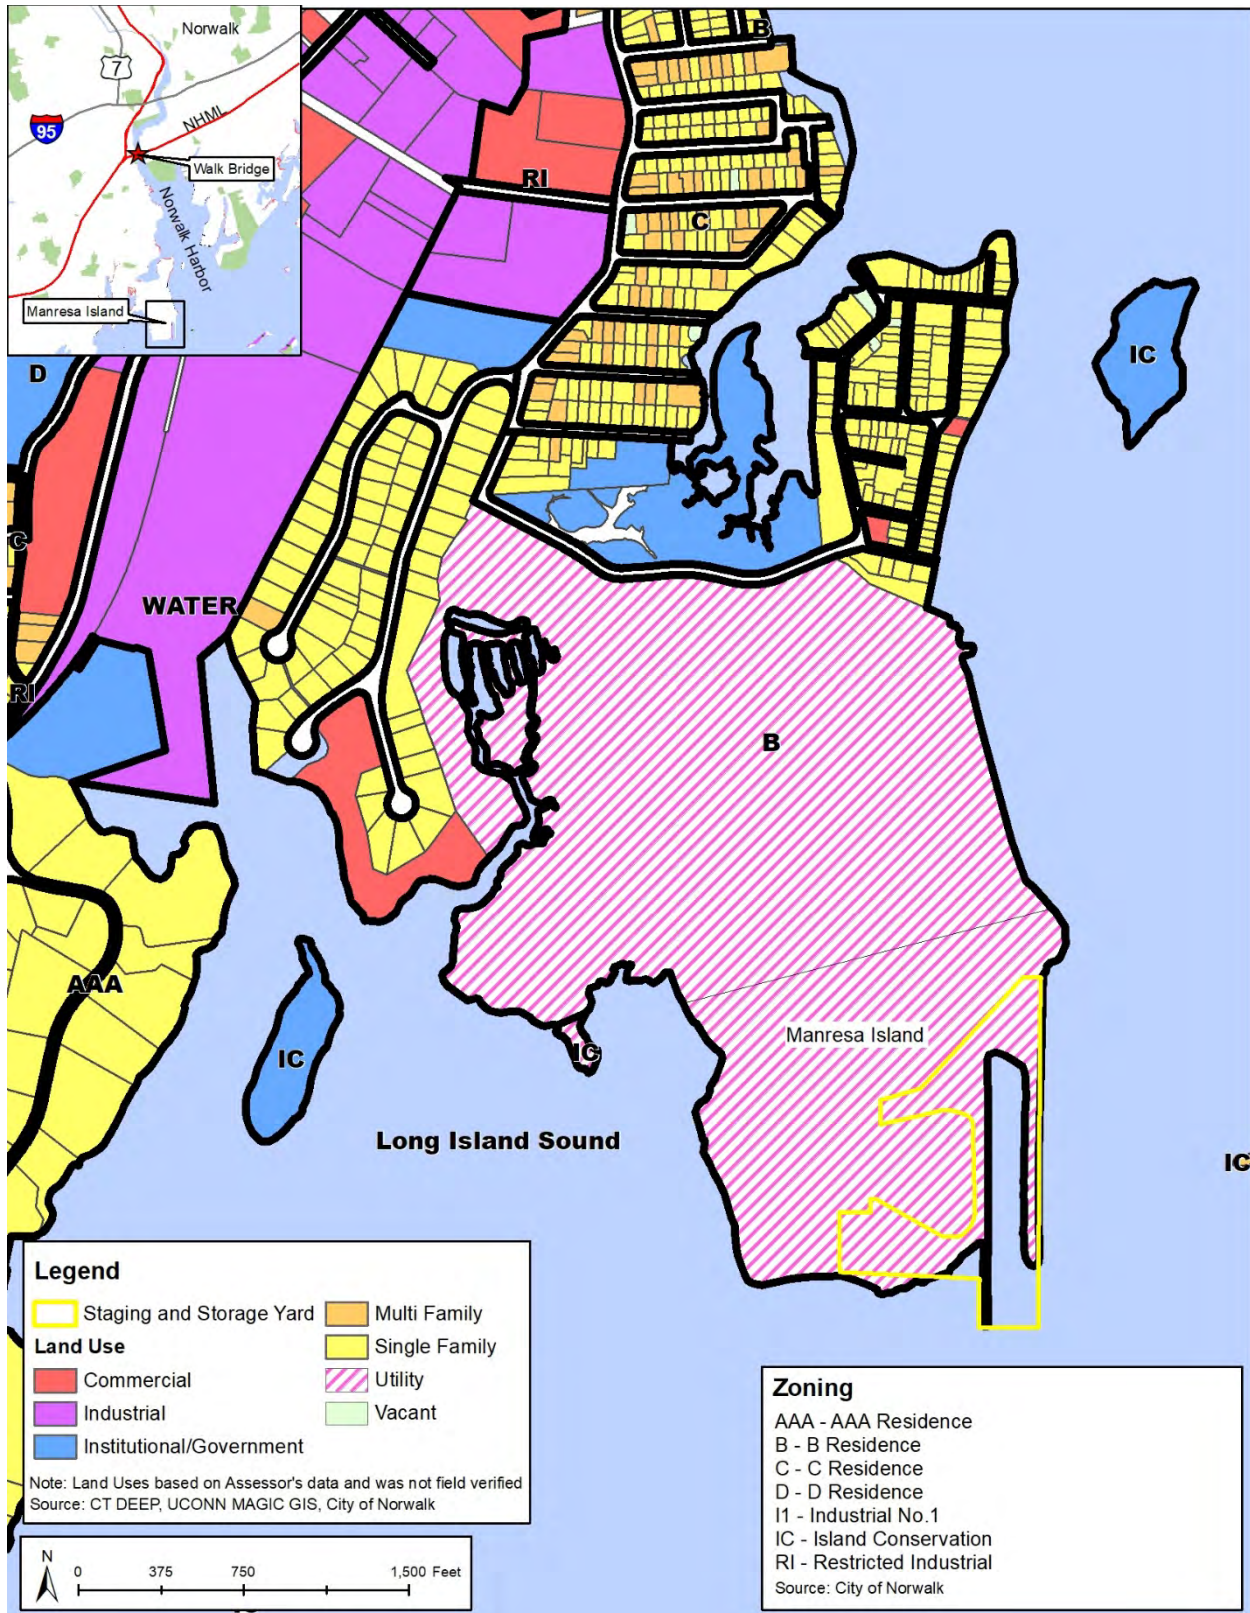 Norwalk
7
95
NHML
Walk Bridge
Norwalk Harbor
Manresa Island
B
RI
C
D
IC
C
WATER
RI
B
AAA
IC
IC
Manresa Island
Long Island Sound
IC
Legend
Staging and Storage Yard
Land Use
Commercial
Industrial
Institutional/Government
Multi Family
Single Family
Utility
Vacant
Note: Land Uses based on Assessor's data and was not field verified
Source: CT DEEP, UCONN MAGIC GIS, City of Norwalk
N
0 375 750 1,500 Feet
Zoning
AAA - AAA Residence
B - B Residence
C - C Residence
D - D Residence
I1 - Industrial No.1
IC - Island Conservation
RI - Restricted Industrial
Source: City of Norwalk